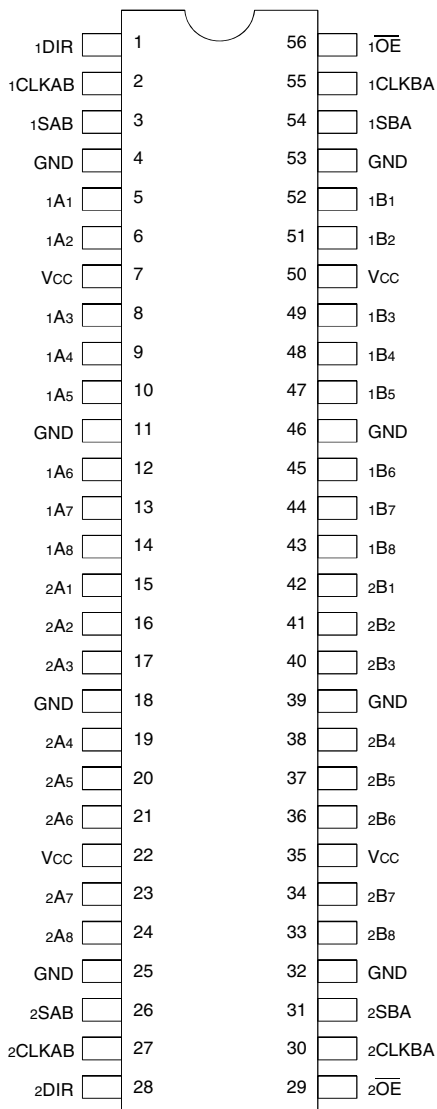 1DIR 1 56 1O̅E̅
1CLKAB 2 55 1CLKBA
1SAB 3 54 1SBA
GND 4 53 GND
1A1 5 52 1B1
1A2 6 51 1B2
VCC 7 50 VCC
1A3 8 49 1B3
1A4 9 48 1B4
1A5 10 47 1B5
GND 11 46 GND
1A6 12 45 1B6
1A7 13 44 1B7
1A8 14 43 1B8
2A1 15 42 2B1
2A2 16 41 2B2
2A3 17 40 2B3
GND 18 39 GND
2A4 19 38 2B4
2A5 20 37 2B5
2A6 21 36 2B6
VCC 22 35 VCC
2A7 23 34 2B7
2A8 24 33 2B8
GND 25 32 GND
2SAB 26 31 2SBA
2CLKAB 27 30 2CLKBA
2DIR 28 29 2O̅E̅